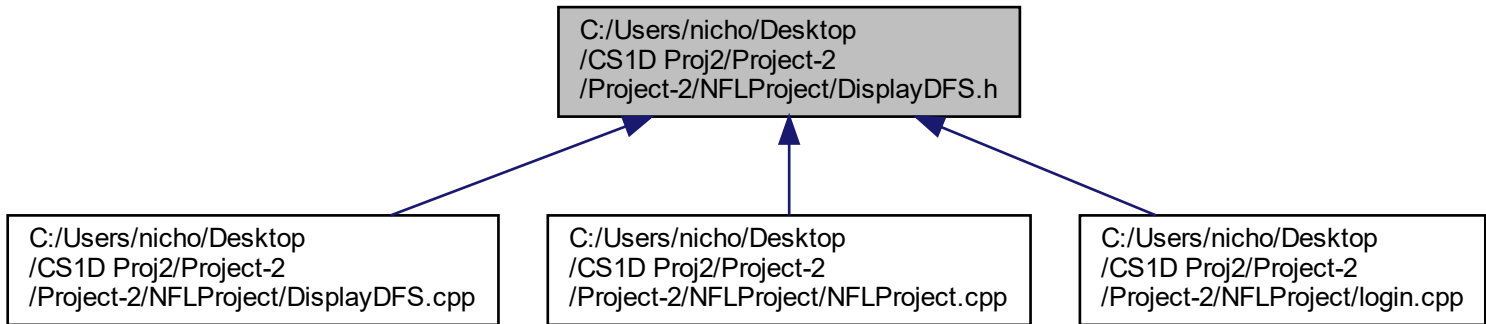 C:/Users/nicho/Desktop
/CS1D Proj2/Project-2
/Project-2/NFLProject/DisplayDFS.h
C:/Users/nicho/Desktop
/CS1D Proj2/Project-2
/Project-2/NFLProject/DisplayDFS.cpp
C:/Users/nicho/Desktop
/CS1D Proj2/Project-2
/Project-2/NFLProject/NFLProject.cpp
C:/Users/nicho/Desktop
/CS1D Proj2/Project-2
/Project-2/NFLProject/login.cpp